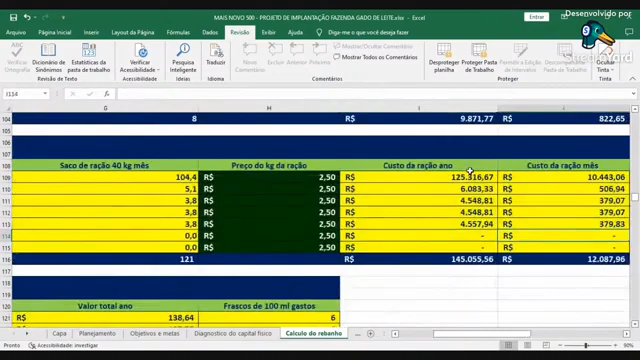 Desenvolvido por
MAIS NOVO 500 - PROJETO DE IMPLANTAÇÃO FAZENDA GADO DE LEITE.xlsx - Excel
Entrar
Arquivo Página Inicial Inserir Layout da Página Fórmulas Dados Revisão Exibir Ajuda Diga-me o que você deseja fazer
Verificar Ortografia
Dicionário de Sinônimos
Estatísticas da pasta de trabalho
Verificar Acessibilidade
Pesquisa Inteligente
Traduzir
Novo Comentário
Excluir Anterior Próximo
Mostrar/Ocultar Comentário
Mostrar Todos os Comentários
Desproteger planilha
Proteger Pasta de Trabalho
Permitir a Edição de Intervalos
Ocultar Tinta
Revisão de Texto Acessibilidade Ideias Idioma Comentários Proteger Tinta
I114
G H I J
104 8 R$ 9.871,77 R$ 822,65
105
106
107
108 Saco de ração 40 kg mês Preço do kg da ração Custo da ração ano Custo da ração mês
109 104,4 R$ 2,50 R$ 125.316,67 R$ 10.443,06
110 5,1 R$ 2,50 R$ 6.083,33 R$ 506,94
111 3,8 R$ 2,50 R$ 4.548,81 R$ 379,07
112 3,8 R$ 2,50 R$ 4.548,81 R$ 379,07
113 3,8 R$ 2,50 R$ 4.557,94 R$ 379,83
114 0,0 R$ 2,50 R$ - R$ -
115 0,0 R$ 2,50 R$ - R$ -
116 121 R$ 145.055,56 R$ 12.087,96
117
118
119
120 Valor total ano Frascos de 100 ml gastos
121 R$ 138,64 6
Capa Planejamento Objetivos e metas Diagnostico do capital físico Calculo do rebanho ...
Pronto Acessibilidade: investigar 90%